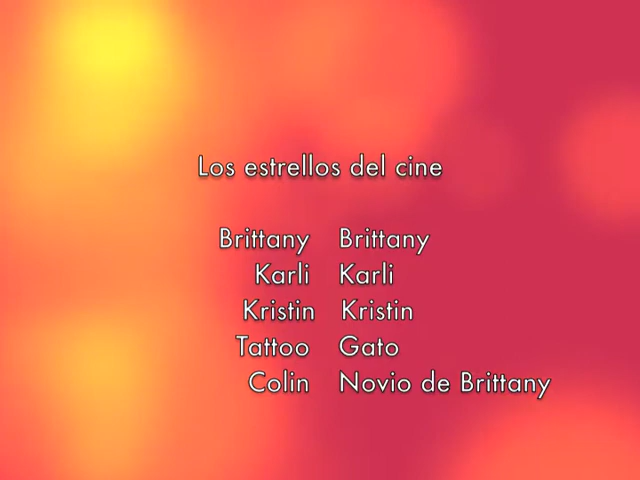 Los estrellos del cine
Brittany Brittany
Karli Karli
Kristin Kristin
Tattoo Gato
Colin Novio de Brittany